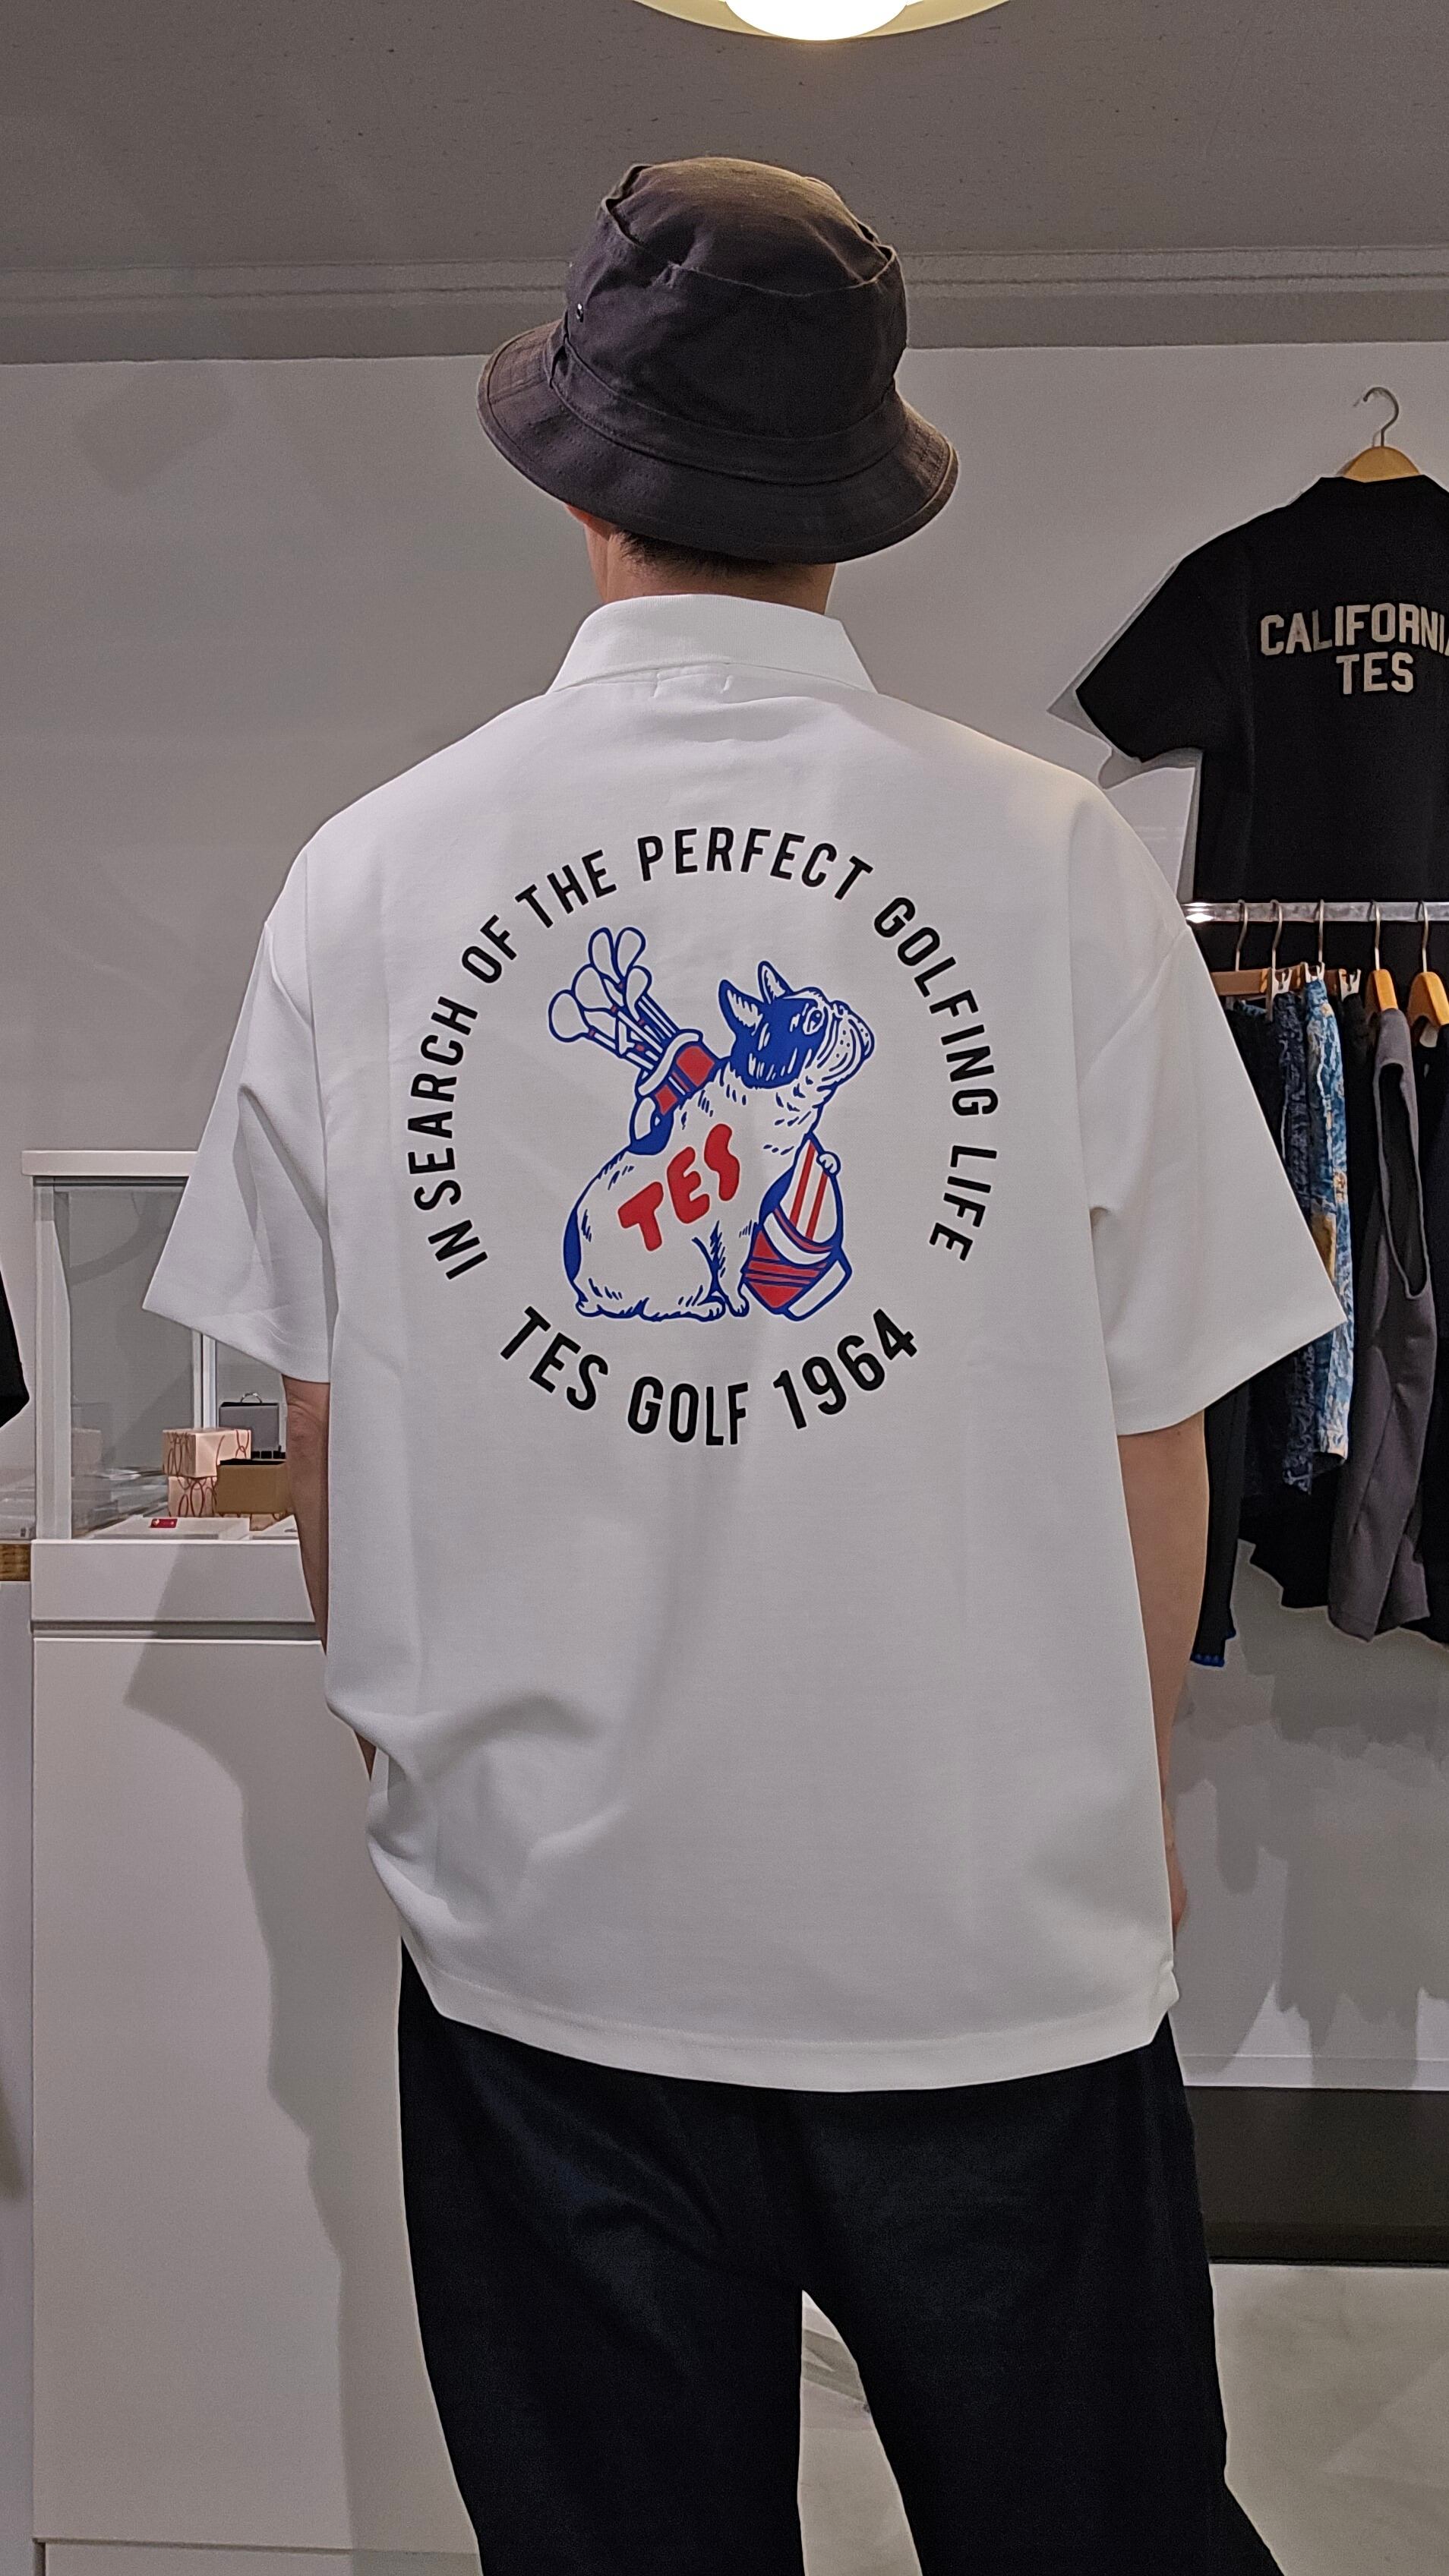 IN SEARCH OF THE PERFECT GOLFING LIFE
TES
TES GOLF 1964
CALIFORNIA
TES